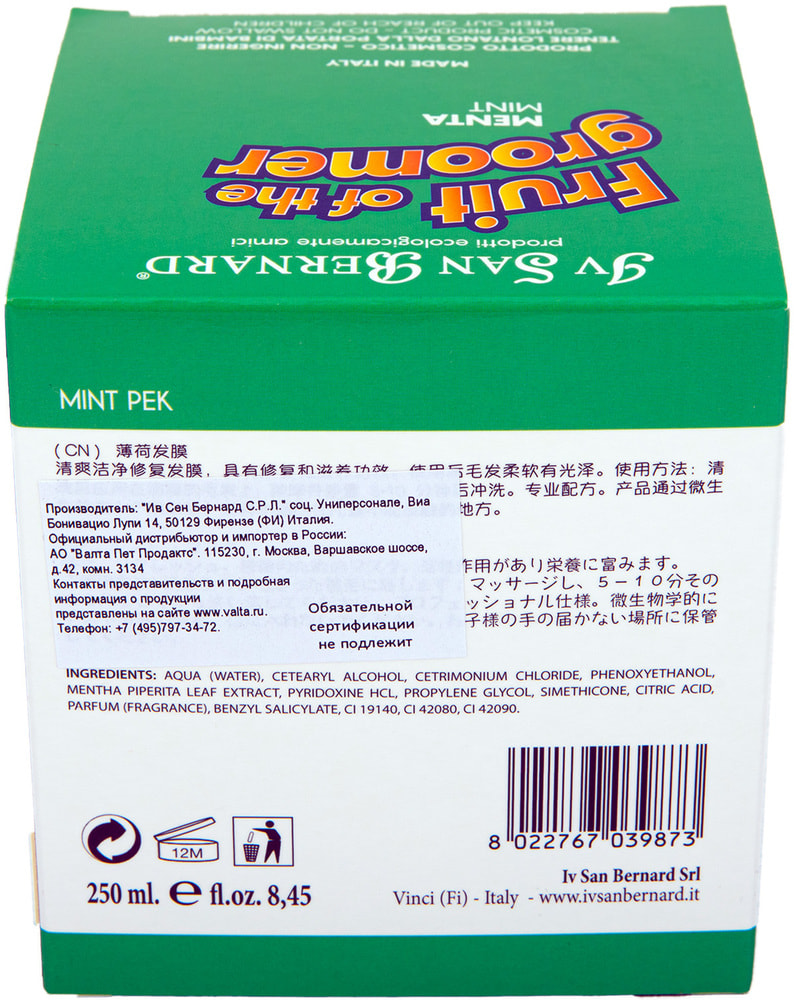 KEEP OUT OF REACH OF CHILDREN
COSMETIC PRODUCT - DO NOT SWALLOW
TENERE LONTANO DALLA PORTATA DI BAMBINI
PRODOTTO COSMETICO - NON INGERIRE
MADE IN ITALY
MINT
MENTA
groomer
Fruit of the
prodotti ecologicamente amici
IV SAN BERNARD®
MINT PEK
(CN) 薄荷发膜
清爽洁净修复发膜，具有修复和滋养功效，使用后毛发柔软有光泽。使用方法：清
后冲洗。专业配方。产品通过微生
地方。
作用があり栄養に富みます。
マッサージし、５－１０分その
ェッショナル仕様。微生物学的に
子様の手の届かない場所に保管
Производитель: "Ив Сен Бернард С.Р.Л." соц. Униперсонале, Виа
Бонивацио Лупи 14, 50129 Фирензе (ФИ) Италия.
Официальный дистрибьютор и импортер в России:
АО "Валта Пет Продактс". 115230, г. Москва, Варшавское шоссе,
д.42, комн. 3134
Контакты представительств и подробная
информация о продукции
представлены на сайте www.valta.ru.
Телефон: +7 (495)797-34-72.
Обязательной
сертификации
не подлежит
INGREDIENTS: AQUA (WATER), CETEARYL ALCOHOL, CETRIMONIUM CHLORIDE, PHENOXYETHANOL,
MENTHA PIPERITA LEAF EXTRACT, PYRIDOXINE HCL, PROPYLENE GLYCOL, SIMETHICONE, CITRIC ACID,
PARFUM (FRAGRANCE), BENZYL SALICYLATE, CI 19140, CI 42080, CI 42090.
12M
8 022767 039873
250 ml. ℮ fl.oz. 8,45
Iv San Bernard Srl
Vinci (Fi) - Italy - www.ivsanbernard.it